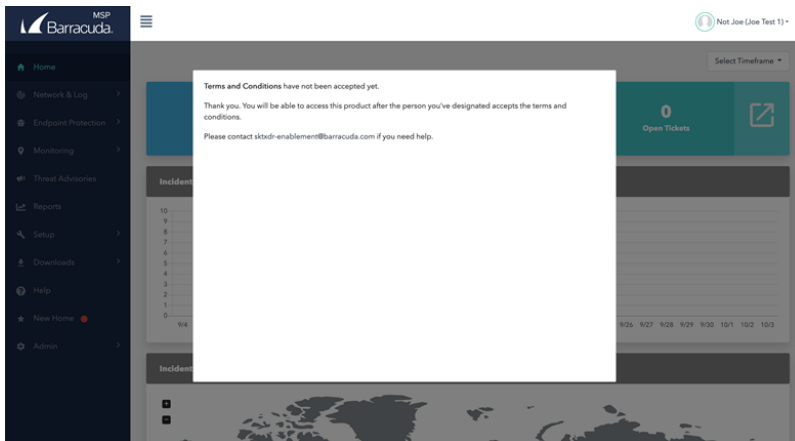 MSP
Barracuda.
Not Joe (Joe Test 1)
Home
Select Timeframe
Network & Log
Endpoint Protection
Monitoring
Threat Advisories
Reports
Setup
Downloads
Help
New Home
Admin
Terms and Conditions have not been accepted yet.
Thank you. You will be able to access this product after the person you've designated accepts the terms and
conditions.
Please contact sktxdr-enablement@barracuda.com if you need help.
0
Open Tickets
Incident
10
9
8
7
6
5
4
3
2
1
0
9/4
9/26 9/27 9/28 9/29 9/30 10/1 10/2 10/3
Incident